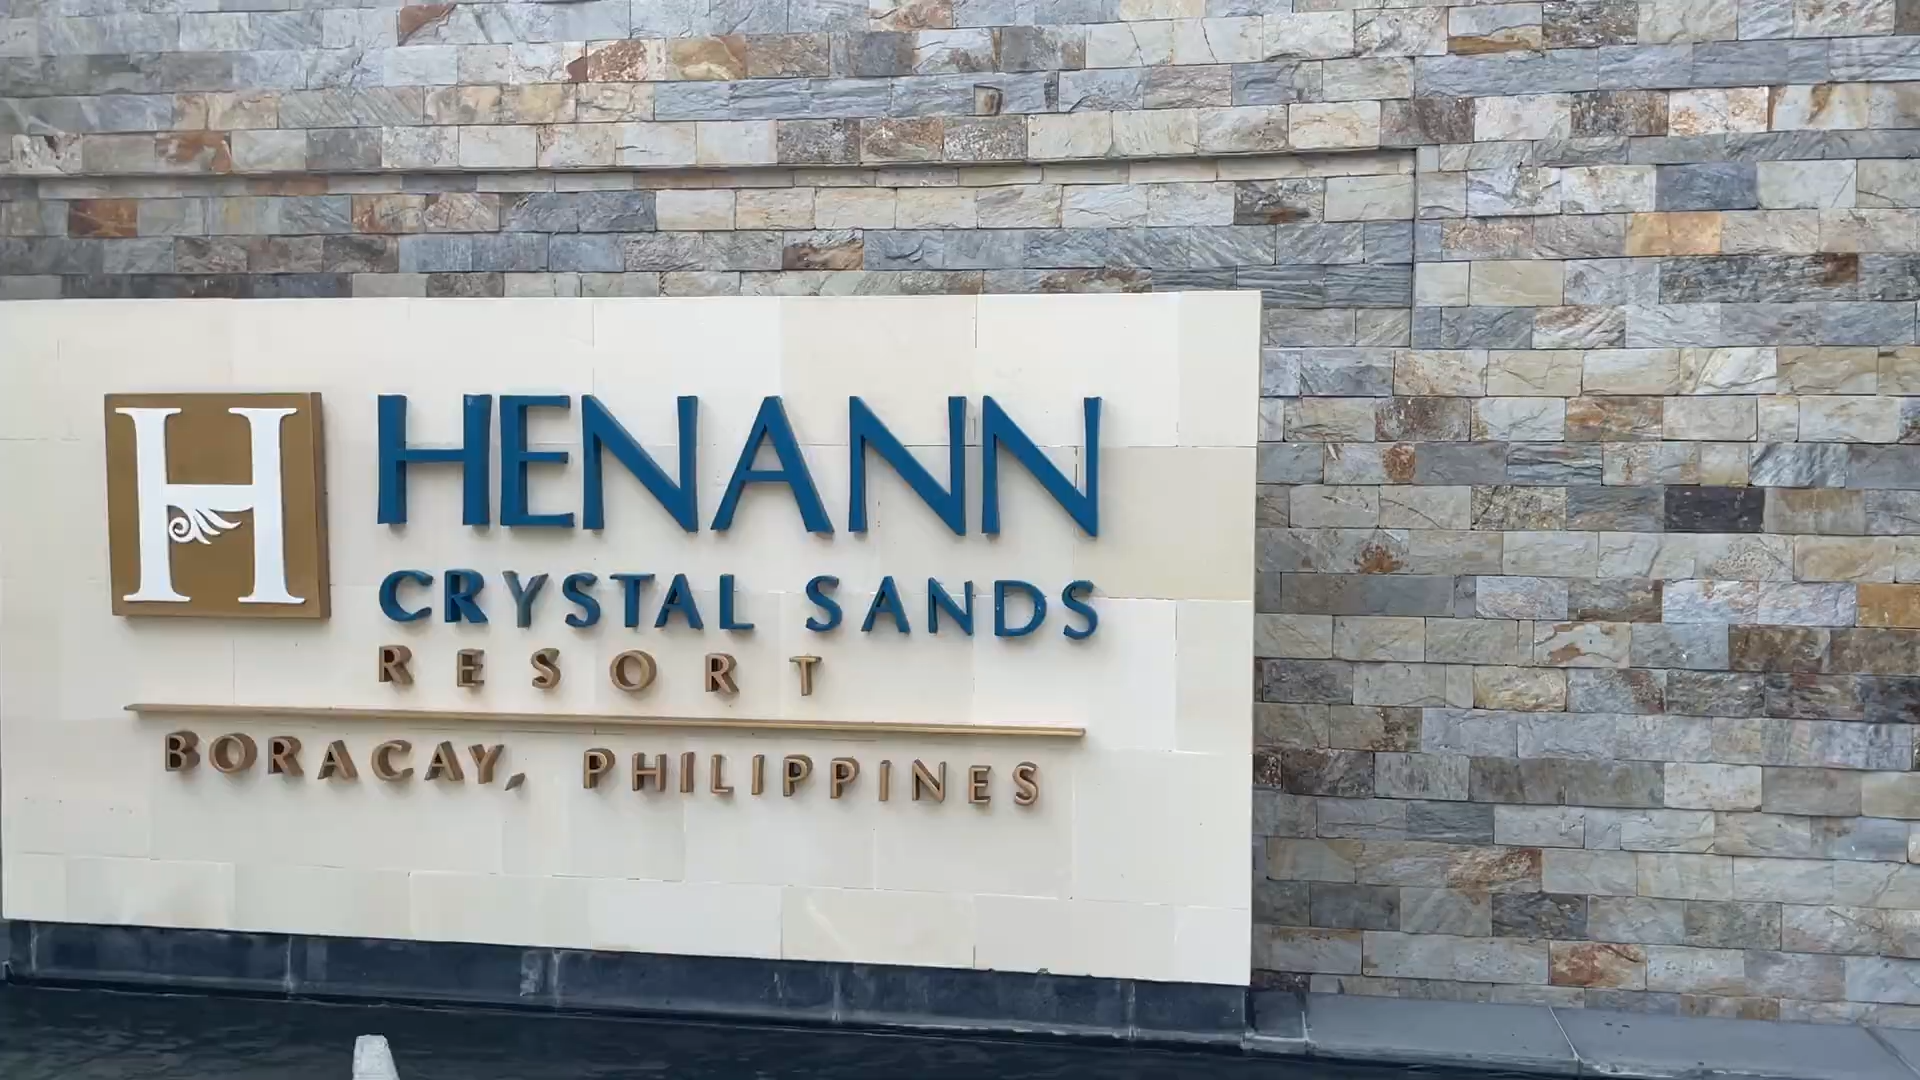 H
HENANN
CRYSTAL SANDS
RESORT
BORACAY, PHILIPPINES